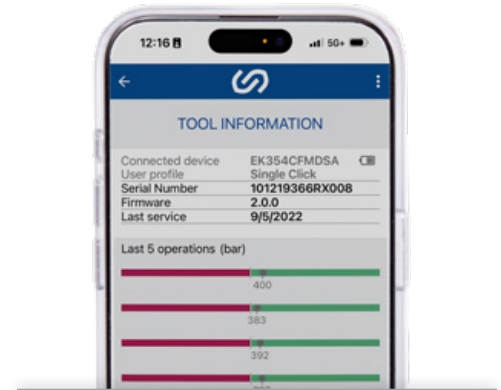 12:16
5G+
TOOL INFORMATION
Connected device EK354CFMDSA
User profile Single Click
Serial Number 101219366RX008
Firmware 2.0.0
Last service 9/5/2022
Last 5 operations (bar)
400
383
392